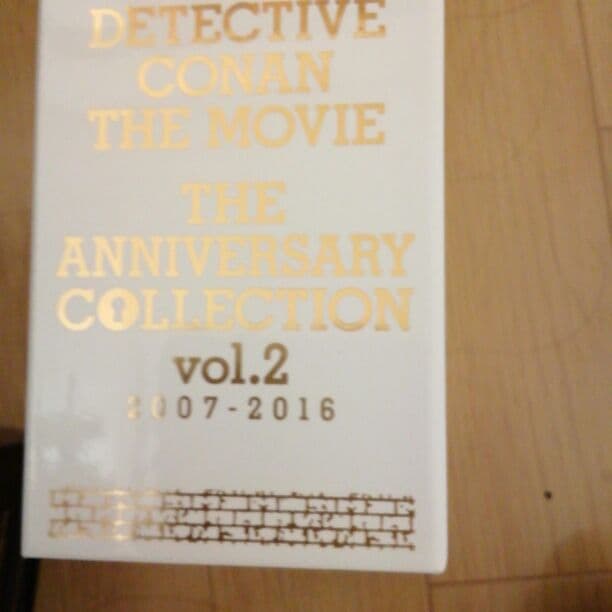 DETECTIVE
CONAN
THE MOVIE
THE
ANNIVERSARY
COLLECTION
vol.2
2007-2016